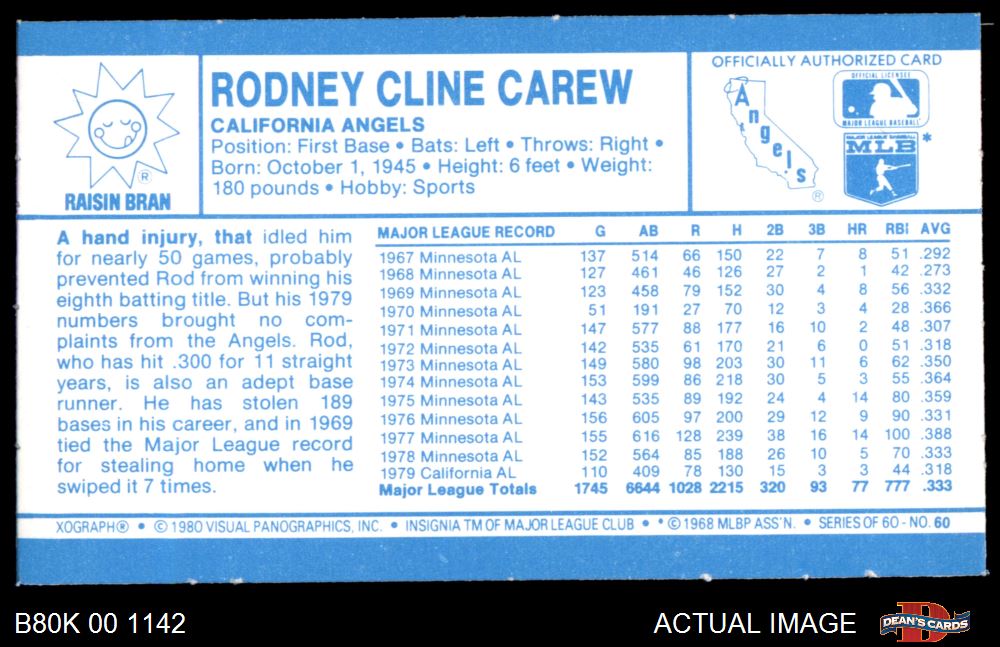 RAISIN BRAN
®
RODNEY CLINE CAREW
CALIFORNIA ANGELS
Position: First Base • Bats: Left • Throws: Right •
Born: October 1, 1945 • Height: 6 feet • Weight:
180 pounds • Hobby: Sports
OFFICIALLY AUTHORIZED CARD
Angels
®
OFFICIAL LICENSEE
MAJOR LEAGUE BASEBALL
MAJOR LEAGUE BASEBALL
MLB *
A hand injury, that idled him
for nearly 50 games, probably
prevented Rod from winning his
eighth batting title. But his 1979
numbers brought no com-
plaints from the Angels. Rod,
who has hit .300 for 11 straight
years, is also an adept base
runner. He has stolen 189
bases in his career, and in 1969
tied the Major League record
for stealing home when he
swiped it 7 times.
MAJOR LEAGUE RECORD G AB R H 2B 3B HR RBI AVG
1967 Minnesota AL 137 514 66 150 22 7 8 51 .292
1968 Minnesota AL 127 461 46 126 27 2 1 42 .273
1969 Minnesota AL 123 458 79 152 30 4 8 56 .332
1970 Minnesota AL 51 191 27 70 12 3 4 28 .366
1971 Minnesota AL 147 577 88 177 16 10 2 48 .307
1972 Minnesota AL 142 535 61 170 21 6 0 51 .318
1973 Minnesota AL 149 580 98 203 30 11 6 62 .350
1974 Minnesota AL 153 599 86 218 30 5 3 55 .364
1975 Minnesota AL 143 535 89 192 24 4 14 80 .359
1976 Minnesota AL 156 605 97 200 29 12 9 90 .331
1977 Minnesota AL 155 616 128 239 38 16 14 100 .388
1978 Minnesota AL 152 564 85 188 26 10 5 70 .333
1979 California AL 110 409 78 130 15 3 3 44 .318
Major League Totals 1745 6644 1028 2215 320 93 77 777 .333
XOGRAPH® • © 1980 VISUAL PANOGRAPHICS, INC. • INSIGNIA TM OF MAJOR LEAGUE CLUB • * © 1968 MLBP ASS'N. • SERIES OF 60 - NO. 60
B80K 00 1142
ACTUAL IMAGE
D
DEAN'S CARDS